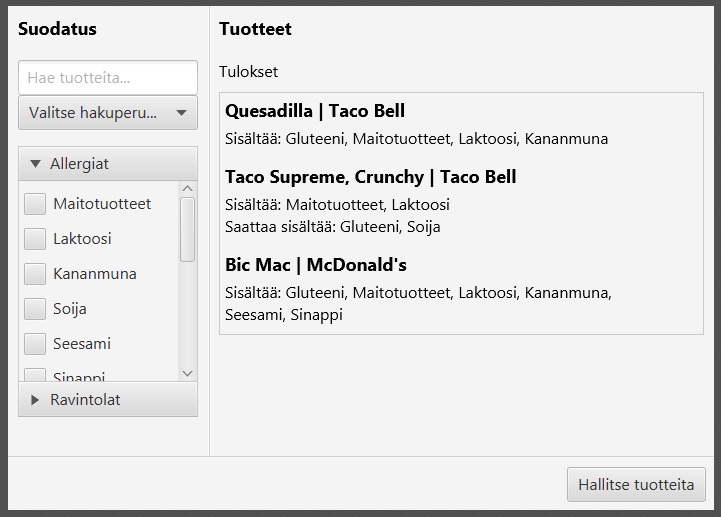 Suodatus
Hae tuotteita...
Valitse hakuperu...
Allergiat
Maitotuotteet
Laktoosi
Kananmuna
Soija
Seesami
Sinappi
Ravintolat
Tuotteet
Tulokset
Quesadilla | Taco Bell
Sisältää: Gluteeni, Maitotuotteet, Laktoosi, Kananmuna
Taco Supreme, Crunchy | Taco Bell
Sisältää: Maitotuotteet, Laktoosi
Saattaa sisältää: Gluteeni, Soija
Bic Mac | McDonald's
Sisältää: Gluteeni, Maitotuotteet, Laktoosi, Kananmuna,
Seesami, Sinappi
Hallitse tuotteita